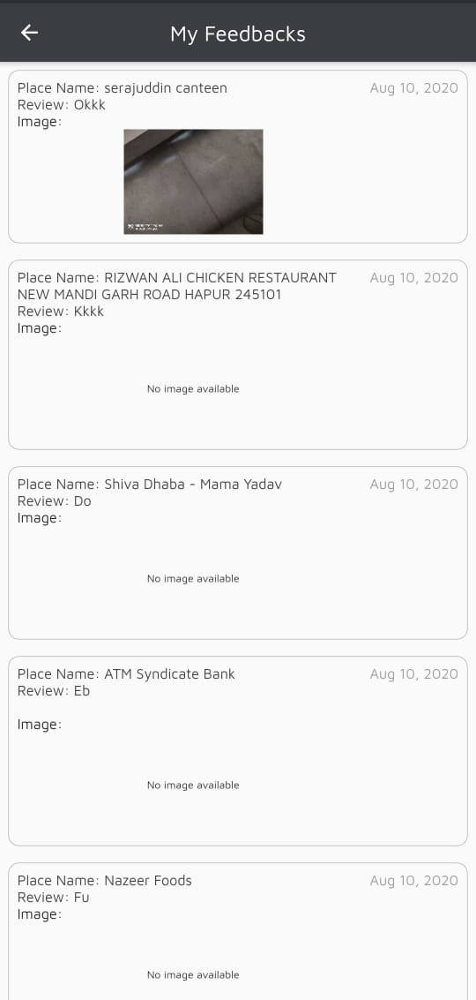 My Feedbacks
Place Name: serajuddin canteen
Aug 10, 2020
Review: Okkk
Image:
Place Name: RIZWAN ALI CHICKEN RESTAURANT
Aug 10, 2020
NEW MANDI GARH ROAD HAPUR 245101
Review: Kkkk
Image:
No image available
Place Name: Shiva Dhaba - Mama Yadav
Aug 10, 2020
Review: Do
Image:
No image available
Place Name: ATM Syndicate Bank
Aug 10, 2020
Review: Eb
Image:
No image available
Place Name: Nazeer Foods
Aug 10, 2020
Review: Fu
Image:
No image available